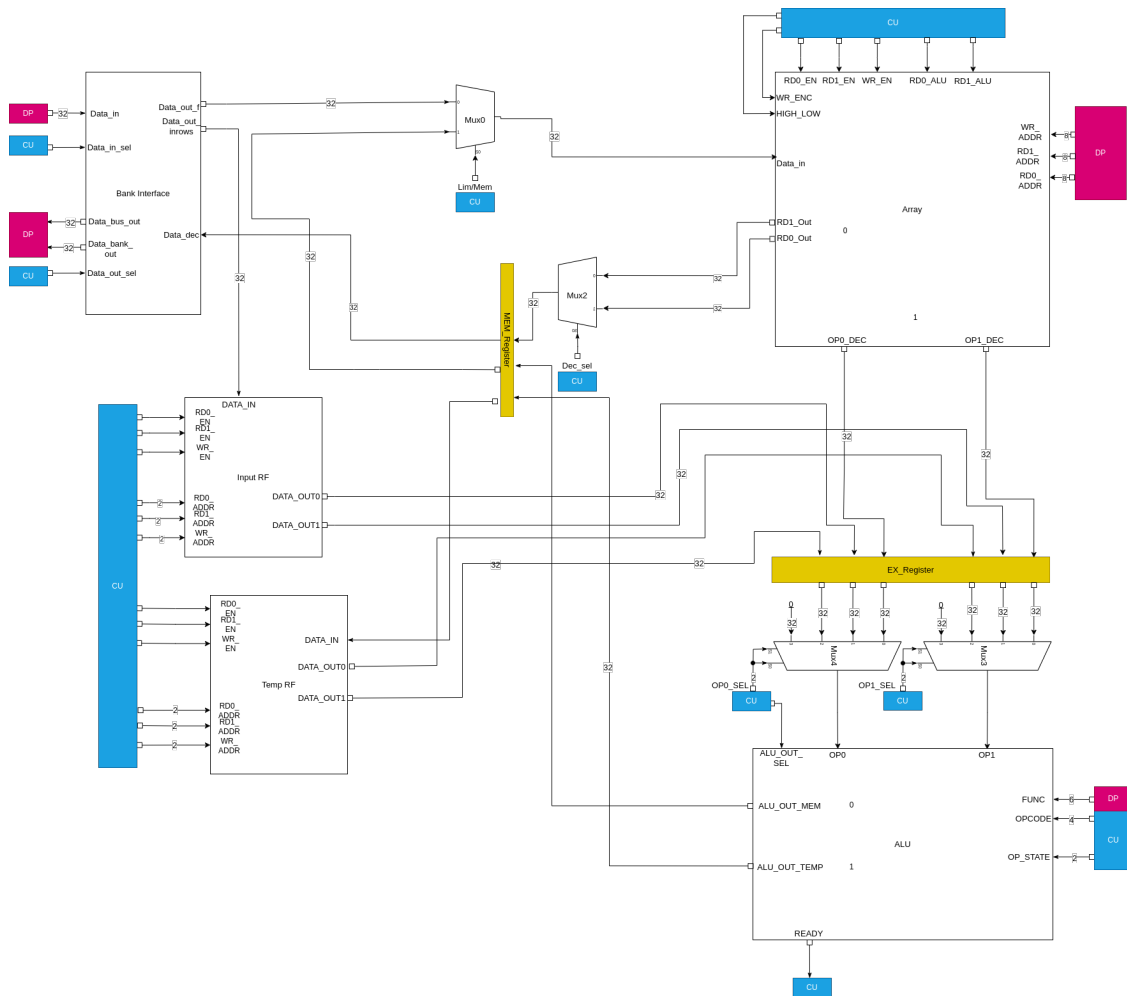 CU
RD0_EN
RD1_EN
WR_EN
RD0_ALU
RD1_ALU
WR_ENC
HIGH_LOW
Data_in
WR_
ADDR
RD1_
ADDR
RD0_
ADDR
8
8
8
DP
Array
0
1
RD1_Out
RD0_Out
OP0_DEC
OP1_DEC
DP
32
Data_in
CU
Data_in_sel
Bank Interface
Data_out_f
Data_out_
inrows
Data_dec
DP
32
Data_bus_out
32
Data_bank_
out
CU
Data_out_sel
32
0
1
Mux0
Lim/Mem
CU
32
32
32
32
32
MEM_Register
32
Mux2
0
1
Dec_sel
CU
32
32
CU
DATA_IN
RD0_
EN
RD1_
EN
WR_
EN
Input RF
2
RD0_
ADDR
2
RD1_
ADDR
2
WR_
ADDR
DATA_OUT0
DATA_OUT1
32
32
32
32
RD0_
EN
RD1_
EN
WR_
EN
Temp RF
2
RD0_
ADDR
2
RD1_
ADDR
2
WR_
ADDR
DATA_IN
DATA_OUT0
DATA_OUT1
32
32
32
EX_Register
0
32
32
32
32
0
32
32
32
32
Mux4
Mux3
2
OP0_SEL
CU
2
OP1_SEL
CU
ALU_OUT_
SEL
OP0
OP1
ALU_OUT_MEM
0
ALU_OUT_TEMP
1
ALU
FUNC
6
DP
OPCODE
4
CU
OP_STATE
2
READY
CU